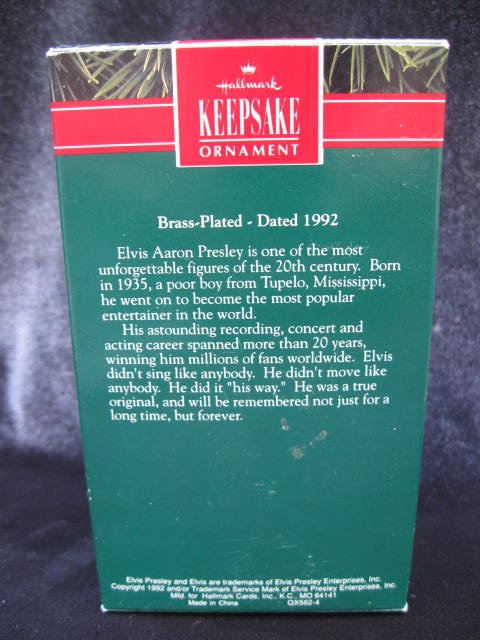 Hallmark
KEEPSAKE
ORNAMENT
Brass-Plated - Dated 1992
Elvis Aaron Presley is one of the most
unforgettable figures of the 20th century. Born
in 1935, a poor boy from Tupelo, Mississippi,
he went on to become the most popular
entertainer in the world.
His astounding recording, concert and
acting career spanned more than 20 years,
winning him millions of fans worldwide. Elvis
didn't sing like anybody. He didn't move like
anybody. He did it "his way." He was a true
original, and will be remembered not just for a
long time, but forever.
Elvis Presley and Elvis are trademarks of Elvis Presley Enterprises, Inc.
Copyright 1992 and/or Trademark Service Mark of Elvis Presley Enterprises, Inc.
Mfd. for Hallmark Cards, Inc., K.C., MO 64141
Made in China QX562-4